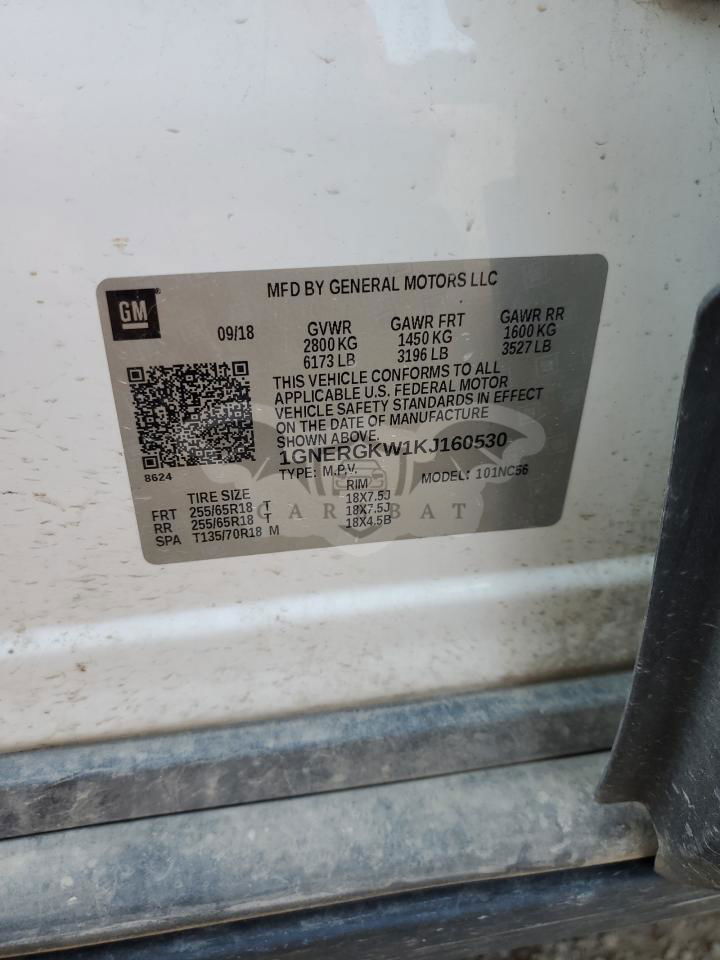 MFD BY GENERAL MOTORS LLC
GM ®
09/18 GVWR GAWR FRT GAWR RR
2800 KG 1450 KG 1600 KG
6173 LB 3196 LB 3527 LB
THIS VEHICLE CONFORMS TO ALL
APPLICABLE U.S. FEDERAL MOTOR
VEHICLE SAFETY STANDARDS IN EFFECT
ON THE DATE OF MANUFACTURE
SHOWN ABOVE.
1GNERGKW1KJ160530
8624
TYPE: M.P.V. MODEL: 101NC56
TIRE SIZE RIM
FRT 255/65R18 T 18X7.5J
RR 255/65R18 T 18X7.5J
SPA T135/70R18 M 18X4.5B
CAR BAT